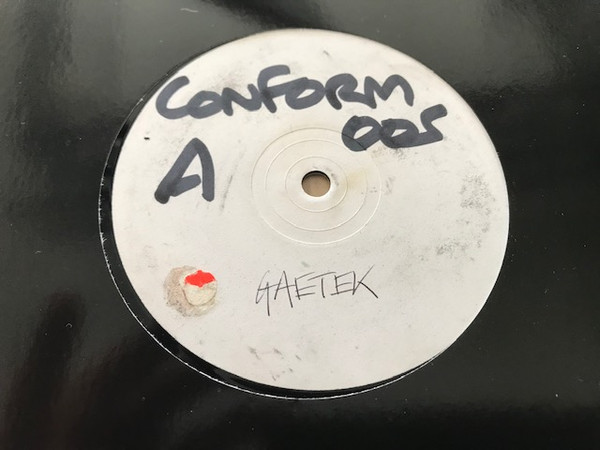 CONFORM
005
A
GAETEK